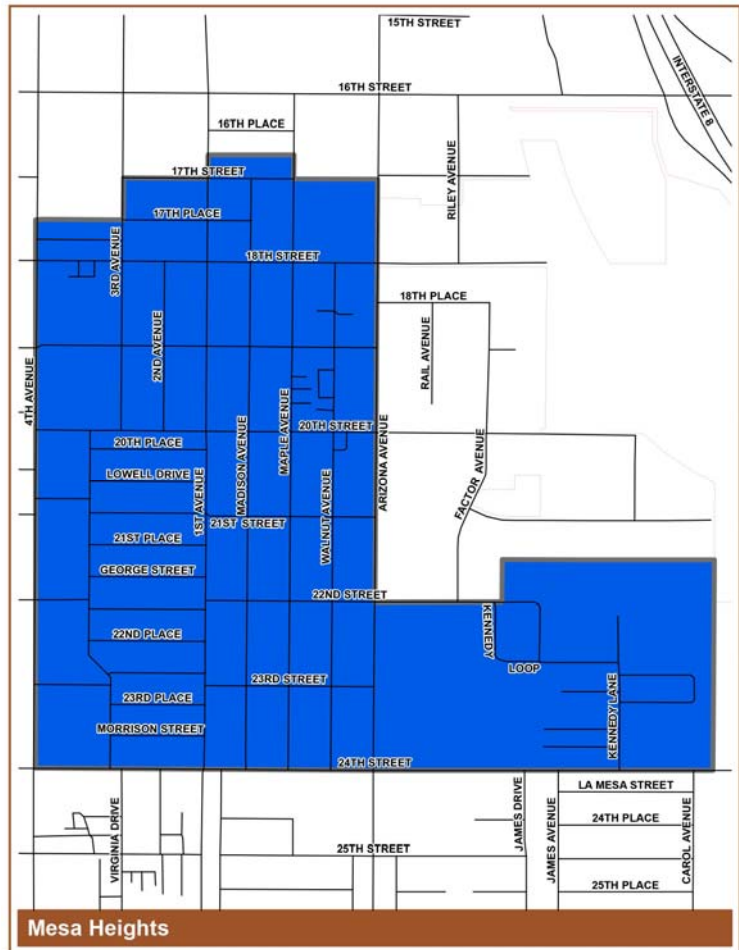 15TH STREET
INTERSTATE 8
16TH STREET
16TH PLACE
17TH STREET
RILEY AVENUE
17TH PLACE
3RD AVENUE
18TH STREET
18TH PLACE
4TH AVENUE
2ND AVENUE
RAIL AVENUE
MAPLE AVENUE
MADISON AVENUE
20TH STREET
ARIZONA AVENUE
20TH PLACE
1ST AVENUE
WALNUT AVENUE
FACTOR AVENUE
LOWELL DRIVE
21ST STREET
21ST PLACE
GEORGE STREET
22ND STREET
KENNEDY
22ND PLACE
LOOP
23RD STREET
23RD PLACE
KENNEDY LANE
MORRISON STREET
24TH STREET
LA MESA STREET
VIRGINIA DRIVE
JAMES DRIVE
JAMES AVENUE
24TH PLACE
CAROL AVENUE
25TH STREET
25TH PLACE
Mesa Heights